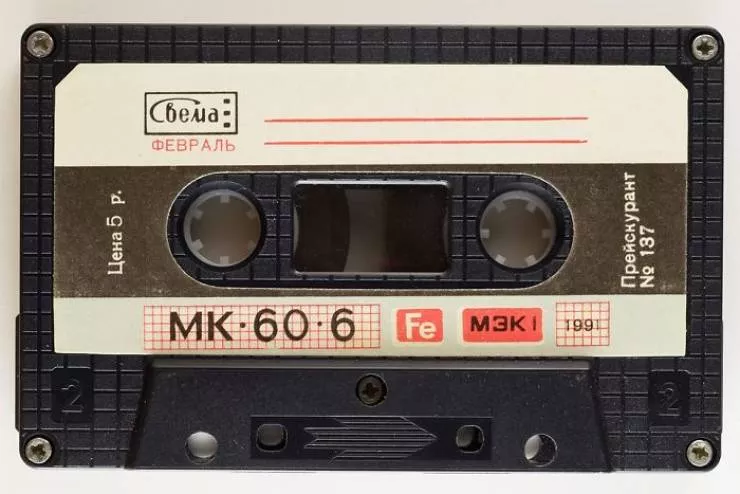 Свема
ФЕВРАЛЬ
Цена 5 р.
Прейскурант
№ 137
МК·60·6
Fe
МЭК I
1991
2
2